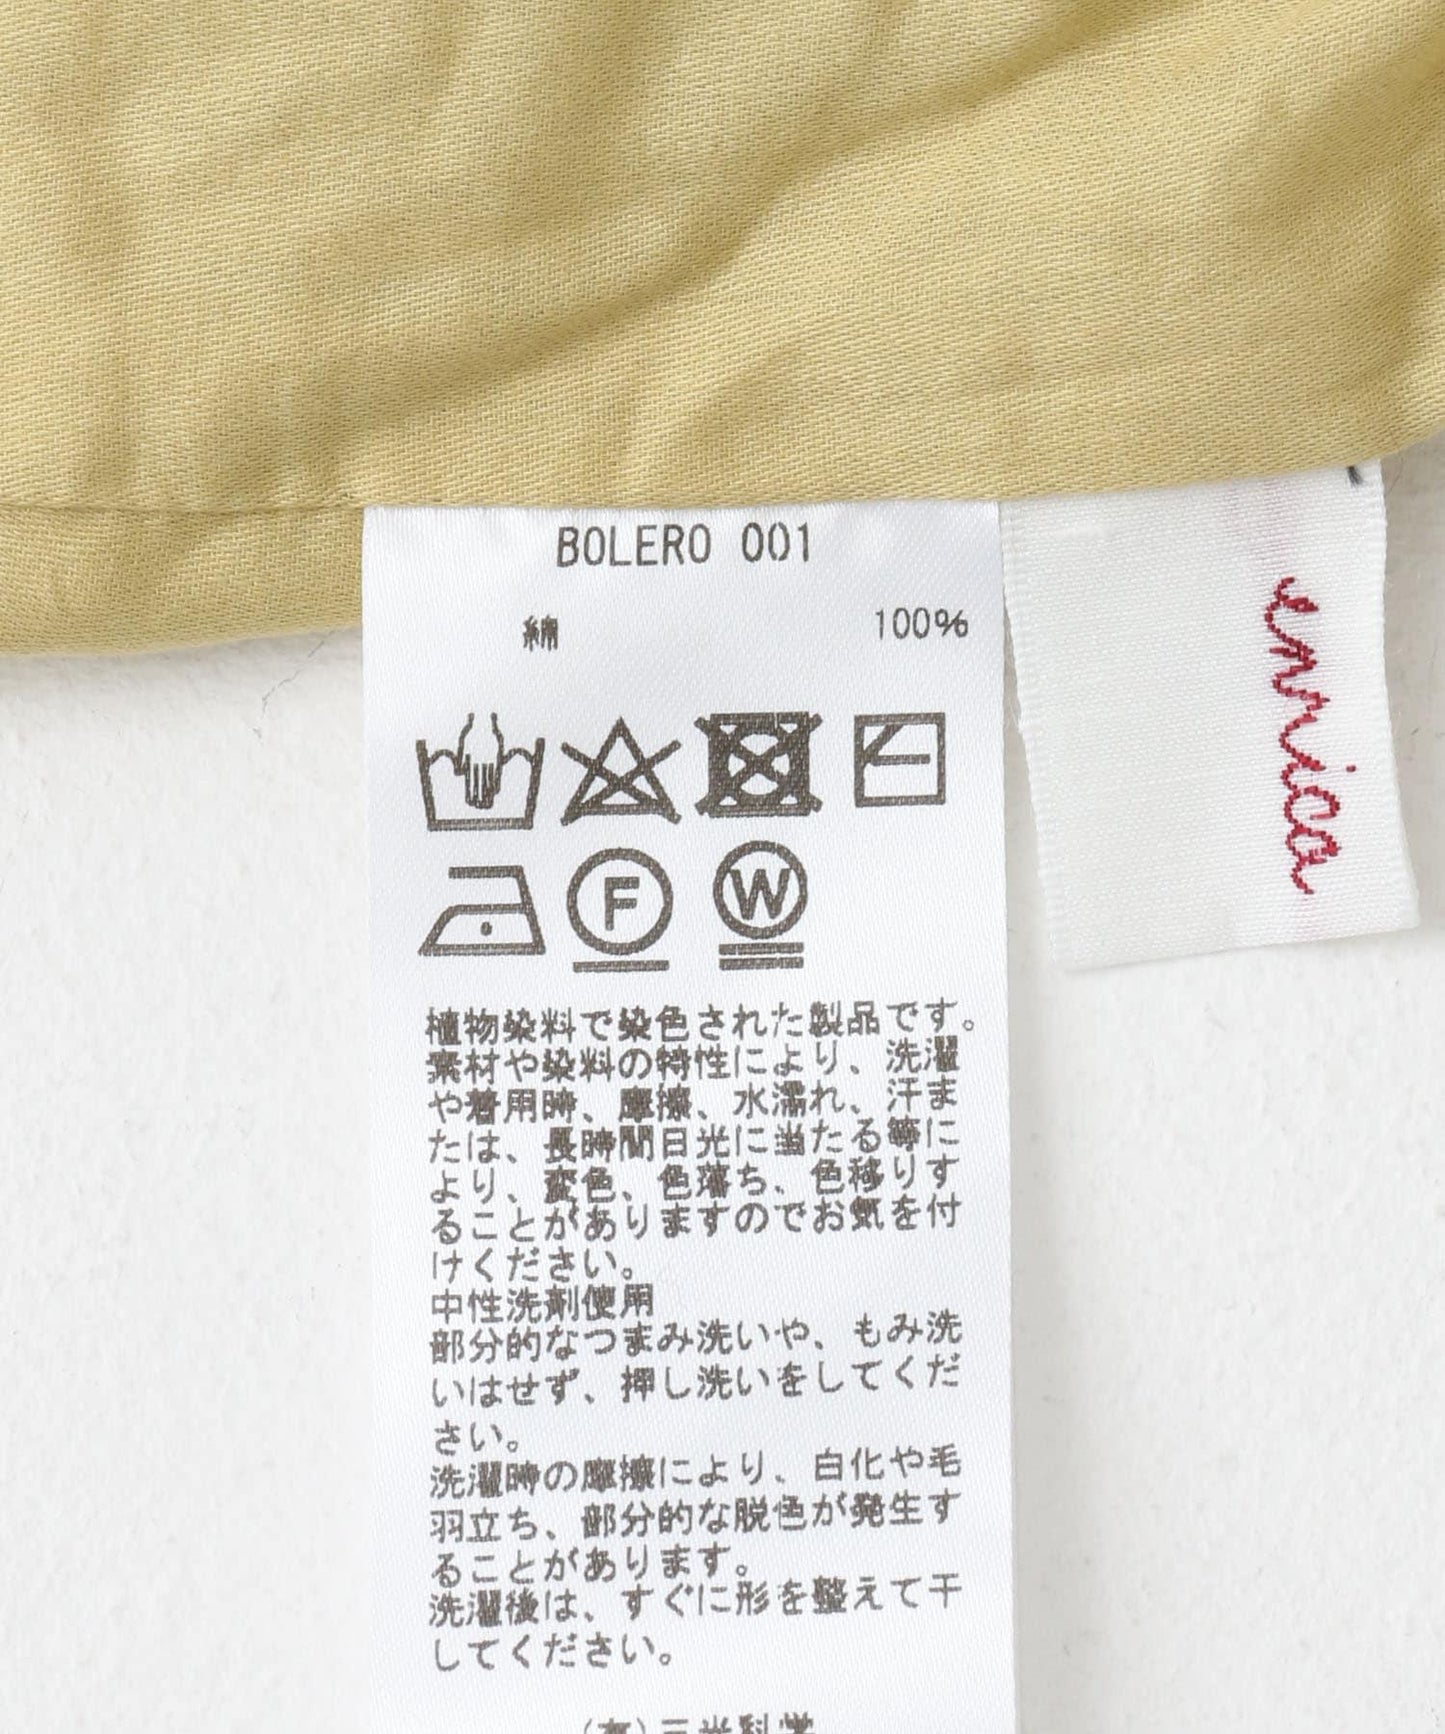 BOLERO 001
綿 100%
F W
植物染料で染色された製品です。
素材や染料の特性により、洗濯
や着用時、摩擦、水濡れ、汗ま
たは、長時間日光に当たる等に
より、変色、色落ち、色移りす
ることがありますのでお気を付
けください。
中性洗剤使用
部分的なつまみ洗いや、もみ洗
いはせず、押し洗いをしてくだ
さい。
洗濯時の摩擦により、白化や毛
羽立ち、部分的な脱色が発生す
ることがあります。
洗濯後は、すぐに形を整えて干
してください。
enrica